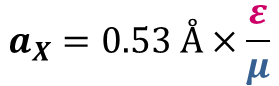 a_X = 0.53 Å × ε/μ